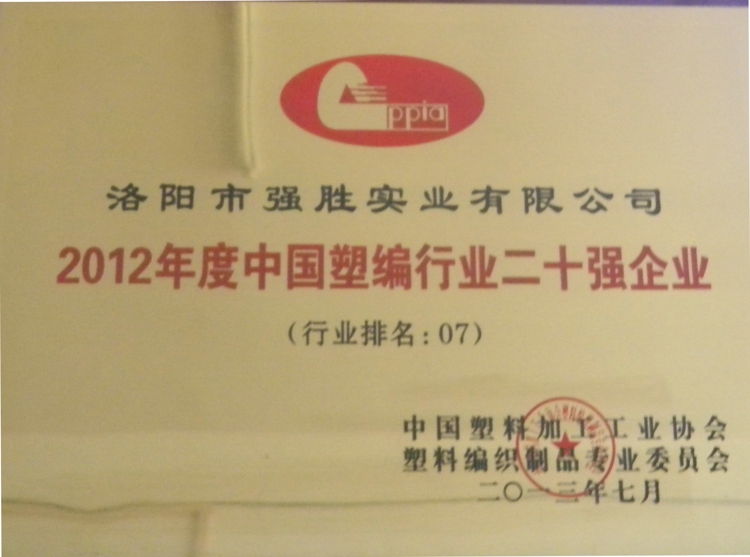 cppia
洛阳市强胜实业有限公司
2012年度中国塑编行业二十强企业
(行业排名:07)
中国塑料加工工业协会
塑料编织制品专业委员会
二〇一三年七月